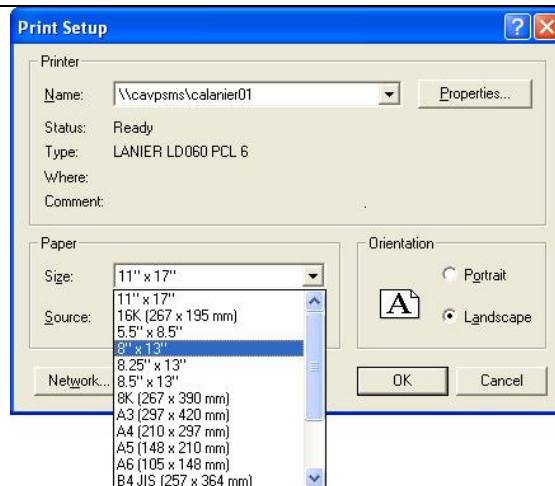 Print Setup
Printer
Name: \\cavpsms\calanier01 Properties...
Status: Ready
Type: LANIER LD060 PCL 6
Where:
Comment:
Paper
Orientation
Size: 11" x 17"
Portrait
Source:
A
Landscape
11" x 17"
16K (267 x 195 mm)
5.5" x 8.5"
8" x 13"
8.25" x 13"
8.5" x 13"
8K (267 x 390 mm)
A3 (297 x 420 mm)
A4 (210 x 297 mm)
A5 (148 x 210 mm)
A6 (105 x 148 mm)
B4 JIS (257 x 364 mm)
Network...
OK
Cancel